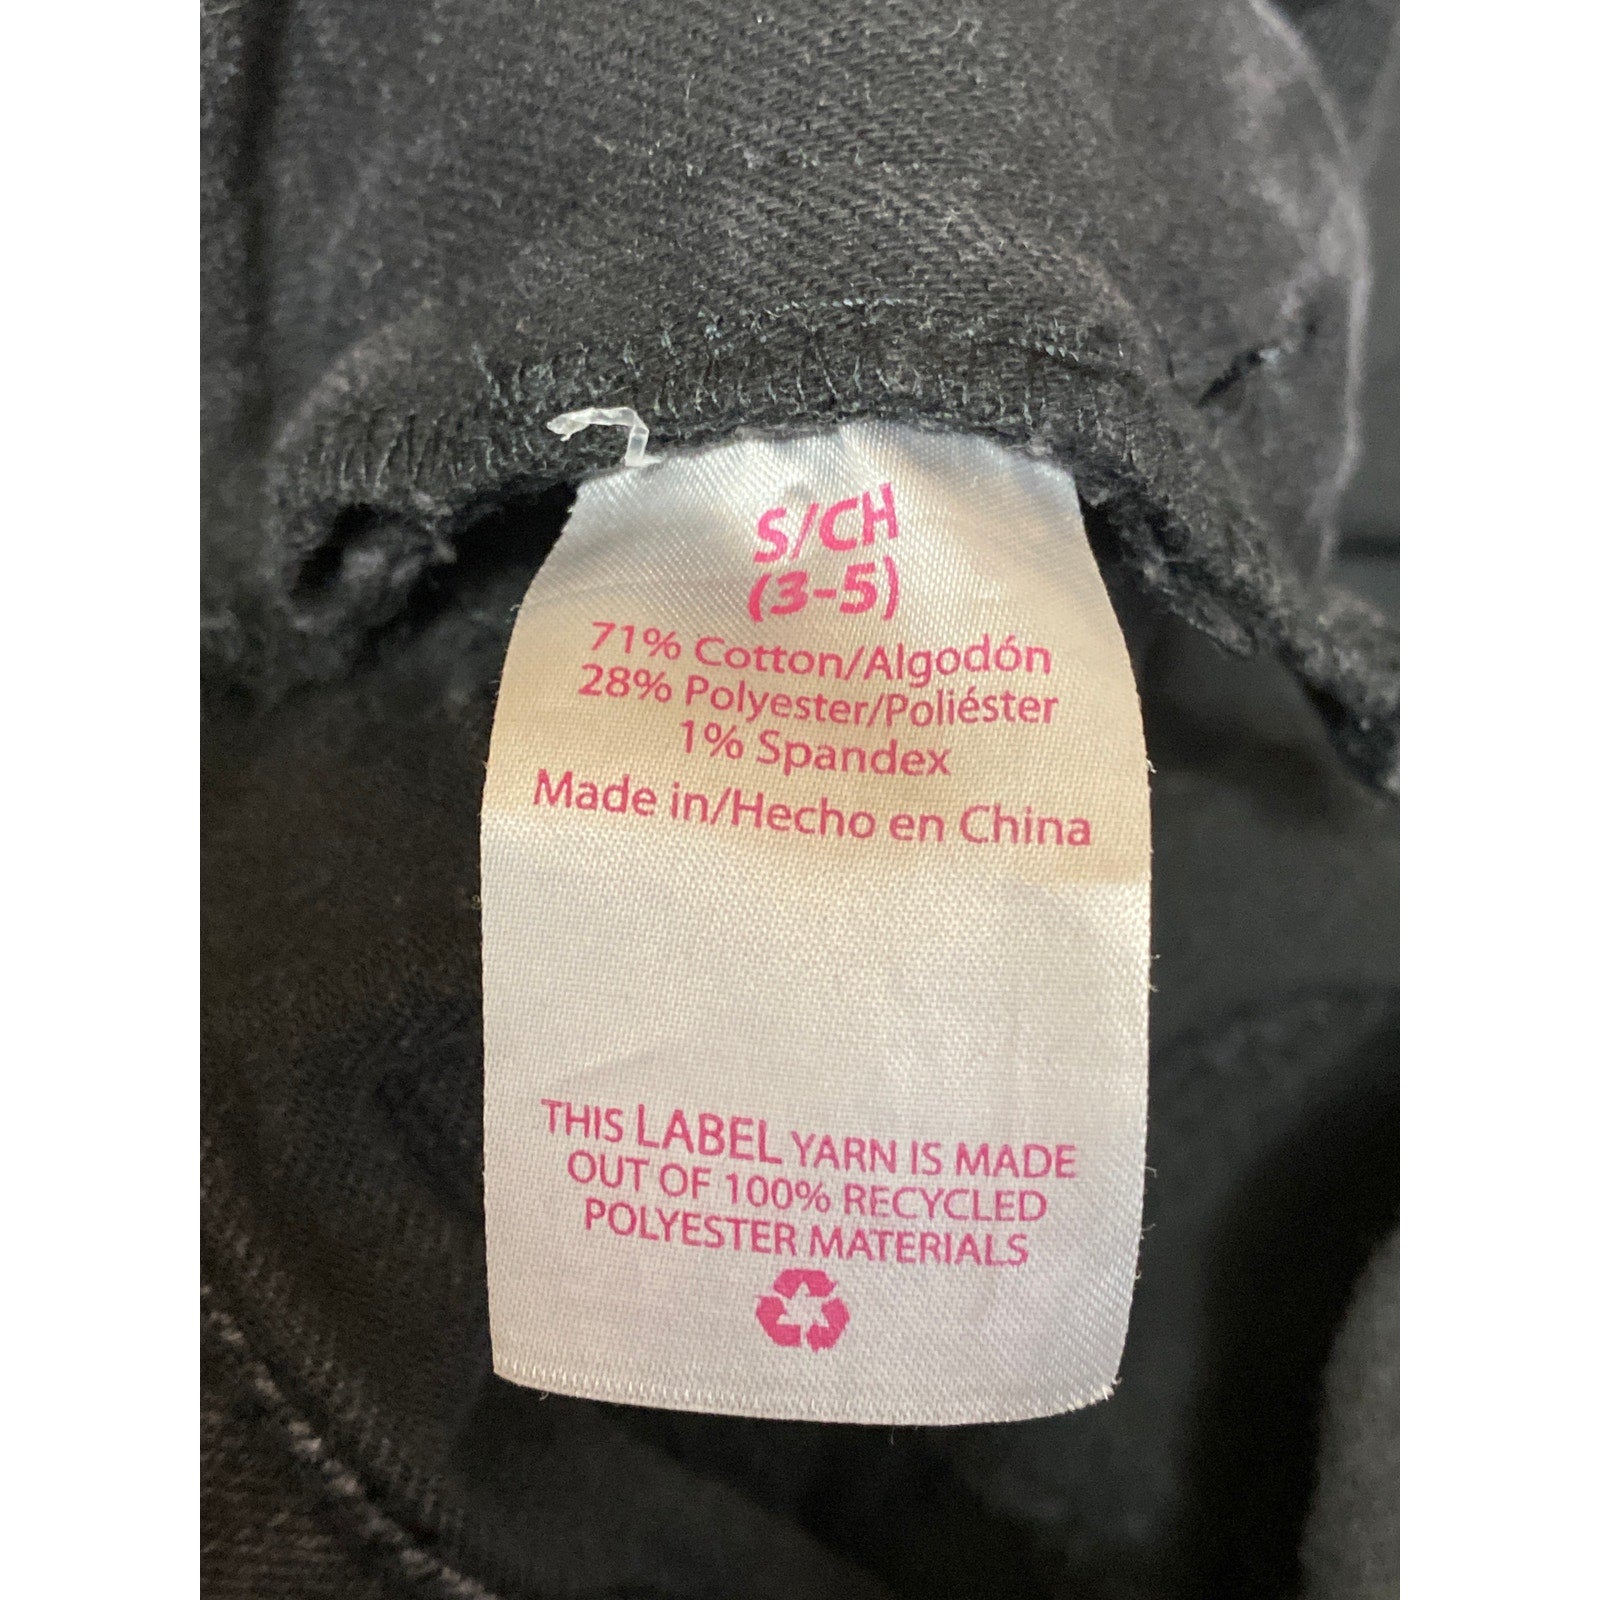 S/CH
(3-5)
71% Cotton/Algodón
28% Polyester/Poliéster
1% Spandex
Made in/Hecho en China
THIS LABEL YARN IS MADE
OUT OF 100% RECYCLED
POLYESTER MATERIALS